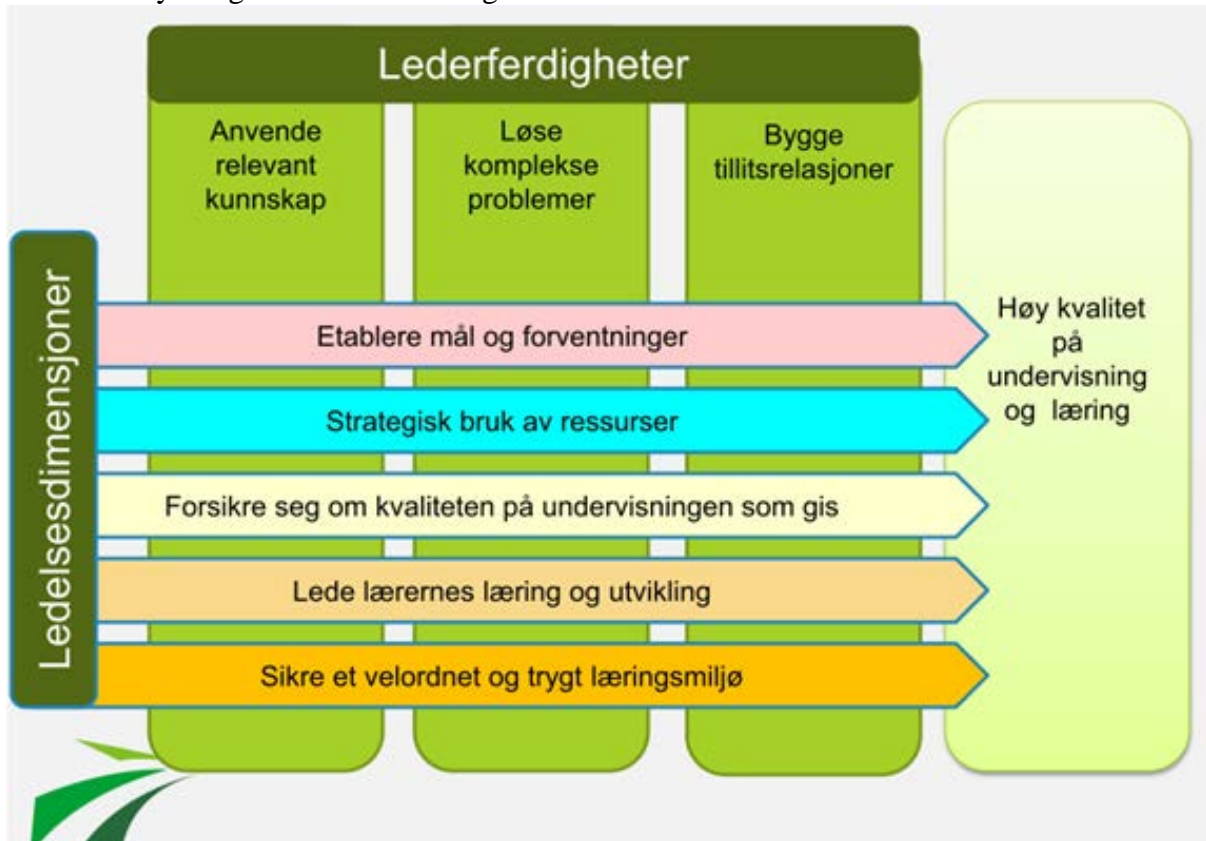 Lederferdigheter
Anvende
relevant
kunnskap
Løse
komplekse
problemer
Bygge
tillitsrelasjoner
Ledelsesdimensjoner
Etablere mål og forventninger
Strategisk bruk av ressurser
Forsikre seg om kvaliteten på undervisningen som gis
Lede lærernes læring og utvikling
Sikre et velordnet og trygt læringsmiljø
Høy kvalitet
på
undervisning
og læring